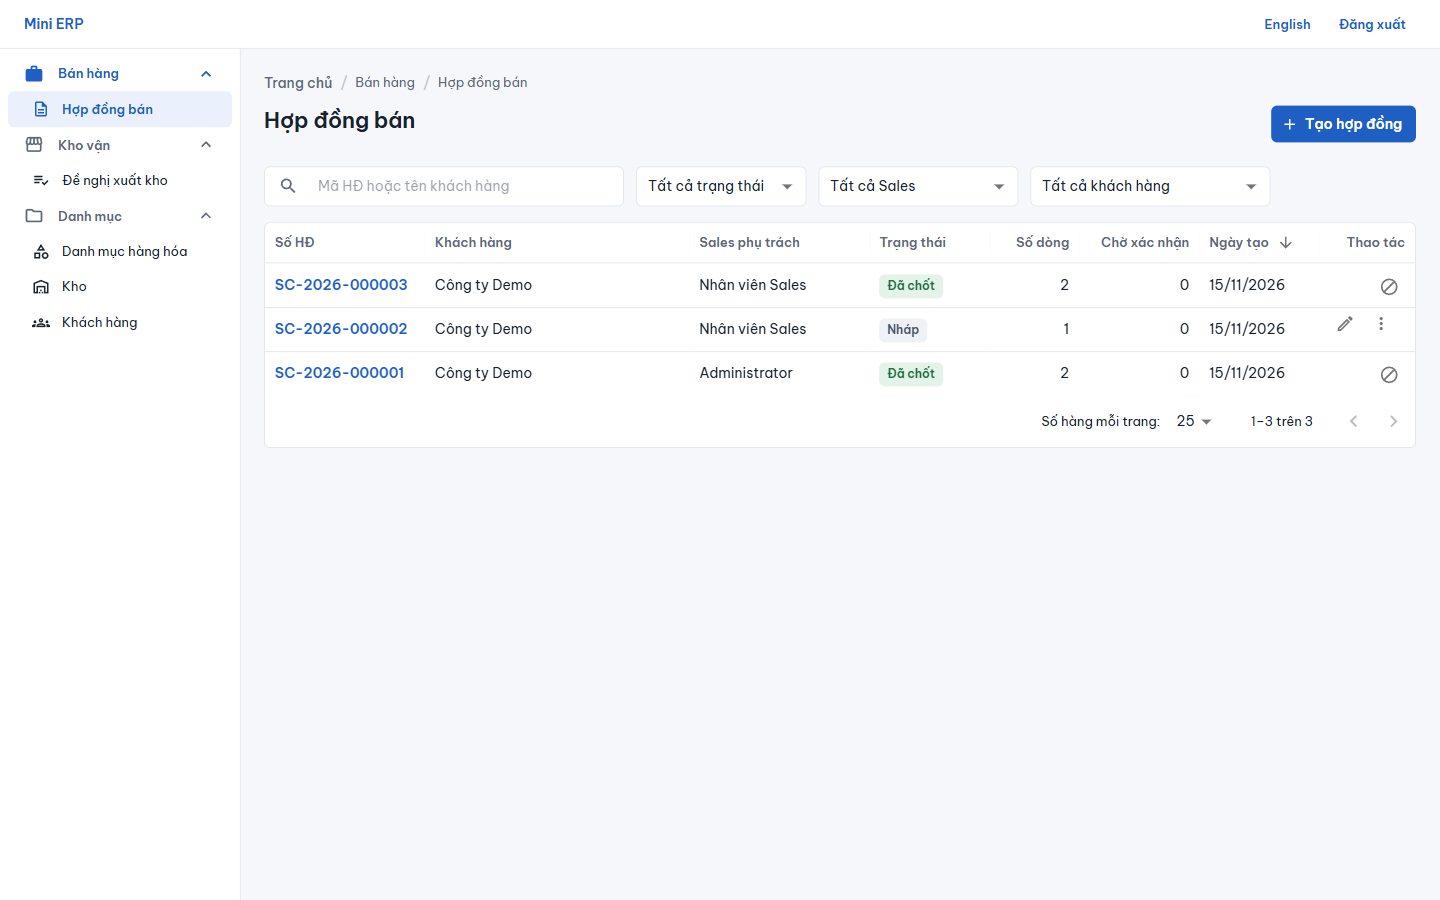 Mini ERP
English
Đăng xuất
Bán hàng
Hợp đồng bán
Kho vận
Đề nghị xuất kho
Danh mục
Danh mục hàng hóa
Kho
Khách hàng
Trang chủ / Bán hàng / Hợp đồng bán
Hợp đồng bán
Tạo hợp đồng
Mã HĐ hoặc tên khách hàng
Tất cả trạng thái
Tất cả Sales
Tất cả khách hàng
Số HĐ Khách hàng Sales phụ trách Trạng thái Số dòng Chờ xác nhận Ngày tạo Thao tác
SC-2026-000003 Công ty Demo Nhân viên Sales Đã chốt 2 0 15/11/2026
SC-2026-000002 Công ty Demo Nhân viên Sales Nháp 1 0 15/11/2026
SC-2026-000001 Công ty Demo Administrator Đã chốt 2 0 15/11/2026
Số hàng mỗi trang: 25 1–3 trên 3